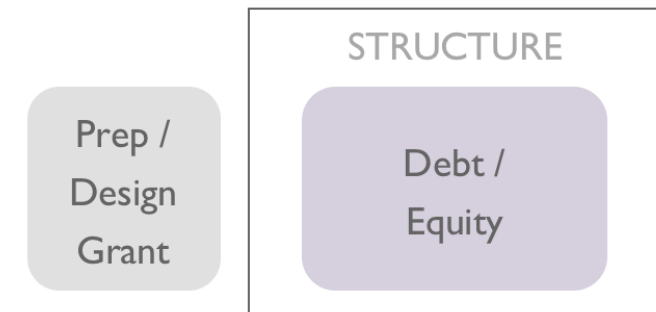 STRUCTURE
Prep /
Design
Grant
Debt /
Equity